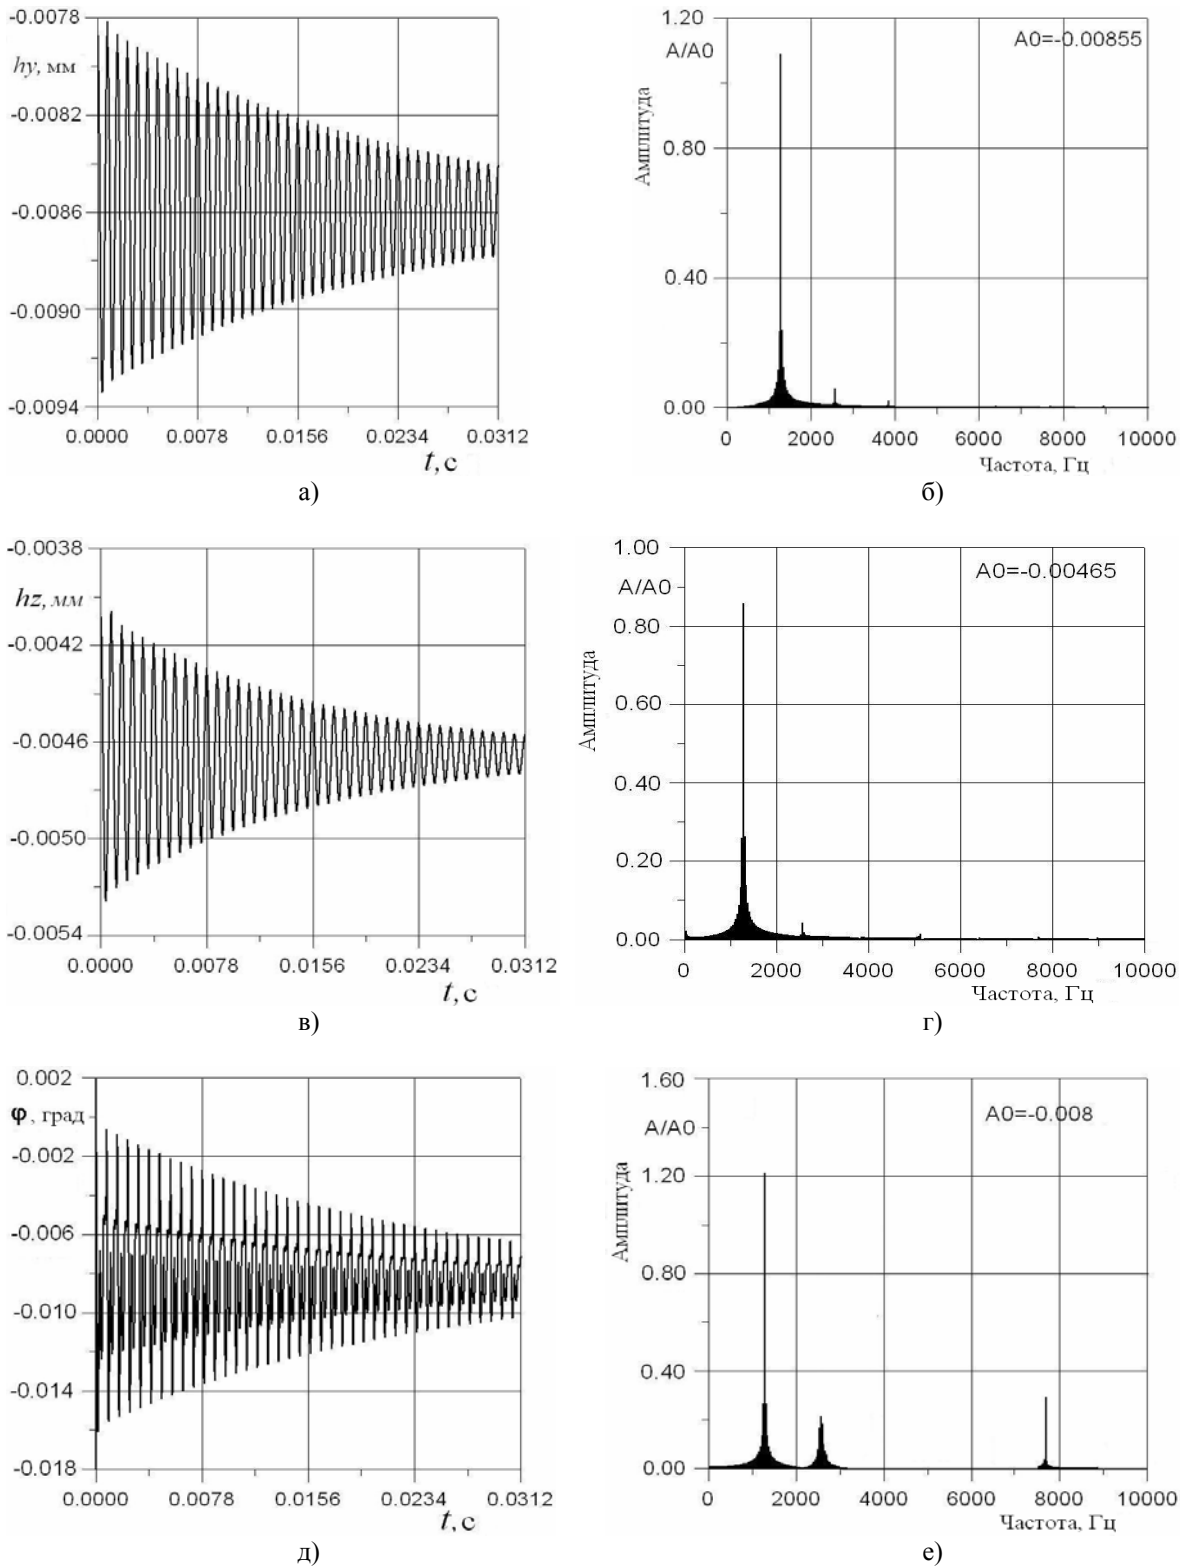 -0.0078
hy, мм
-0.0082
-0.0086
-0.0090
-0.0094
0.0000 0.0078 0.0156 0.0234 0.0312
t, с
а)
1.20
A/A0
A0=-0.00855
Амплитуда
0.80
0.40
0.00
0 2000 4000 6000 8000 10000
Частота, Гц
б)
-0.0038
hz, мм
-0.0042
-0.0046
-0.0050
-0.0054
0.0000 0.0078 0.0156 0.0234 0.0312
t, с
в)
1.00
A/A0
A0=-0.00465
Амплитуда
0.80
0.60
0.40
0.20
0.00
0 2000 4000 6000 8000 10000
Частота, Гц
г)
0.002
φ, град
-0.002
-0.006
-0.010
-0.014
-0.018
0.0000 0.0078 0.0156 0.0234 0.0312
t, с
д)
1.60
A/A0
A0=-0.008
Амплитуда
1.20
0.80
0.40
0.00
0 2000 4000 6000 8000 10000
Частота, Гц
е)